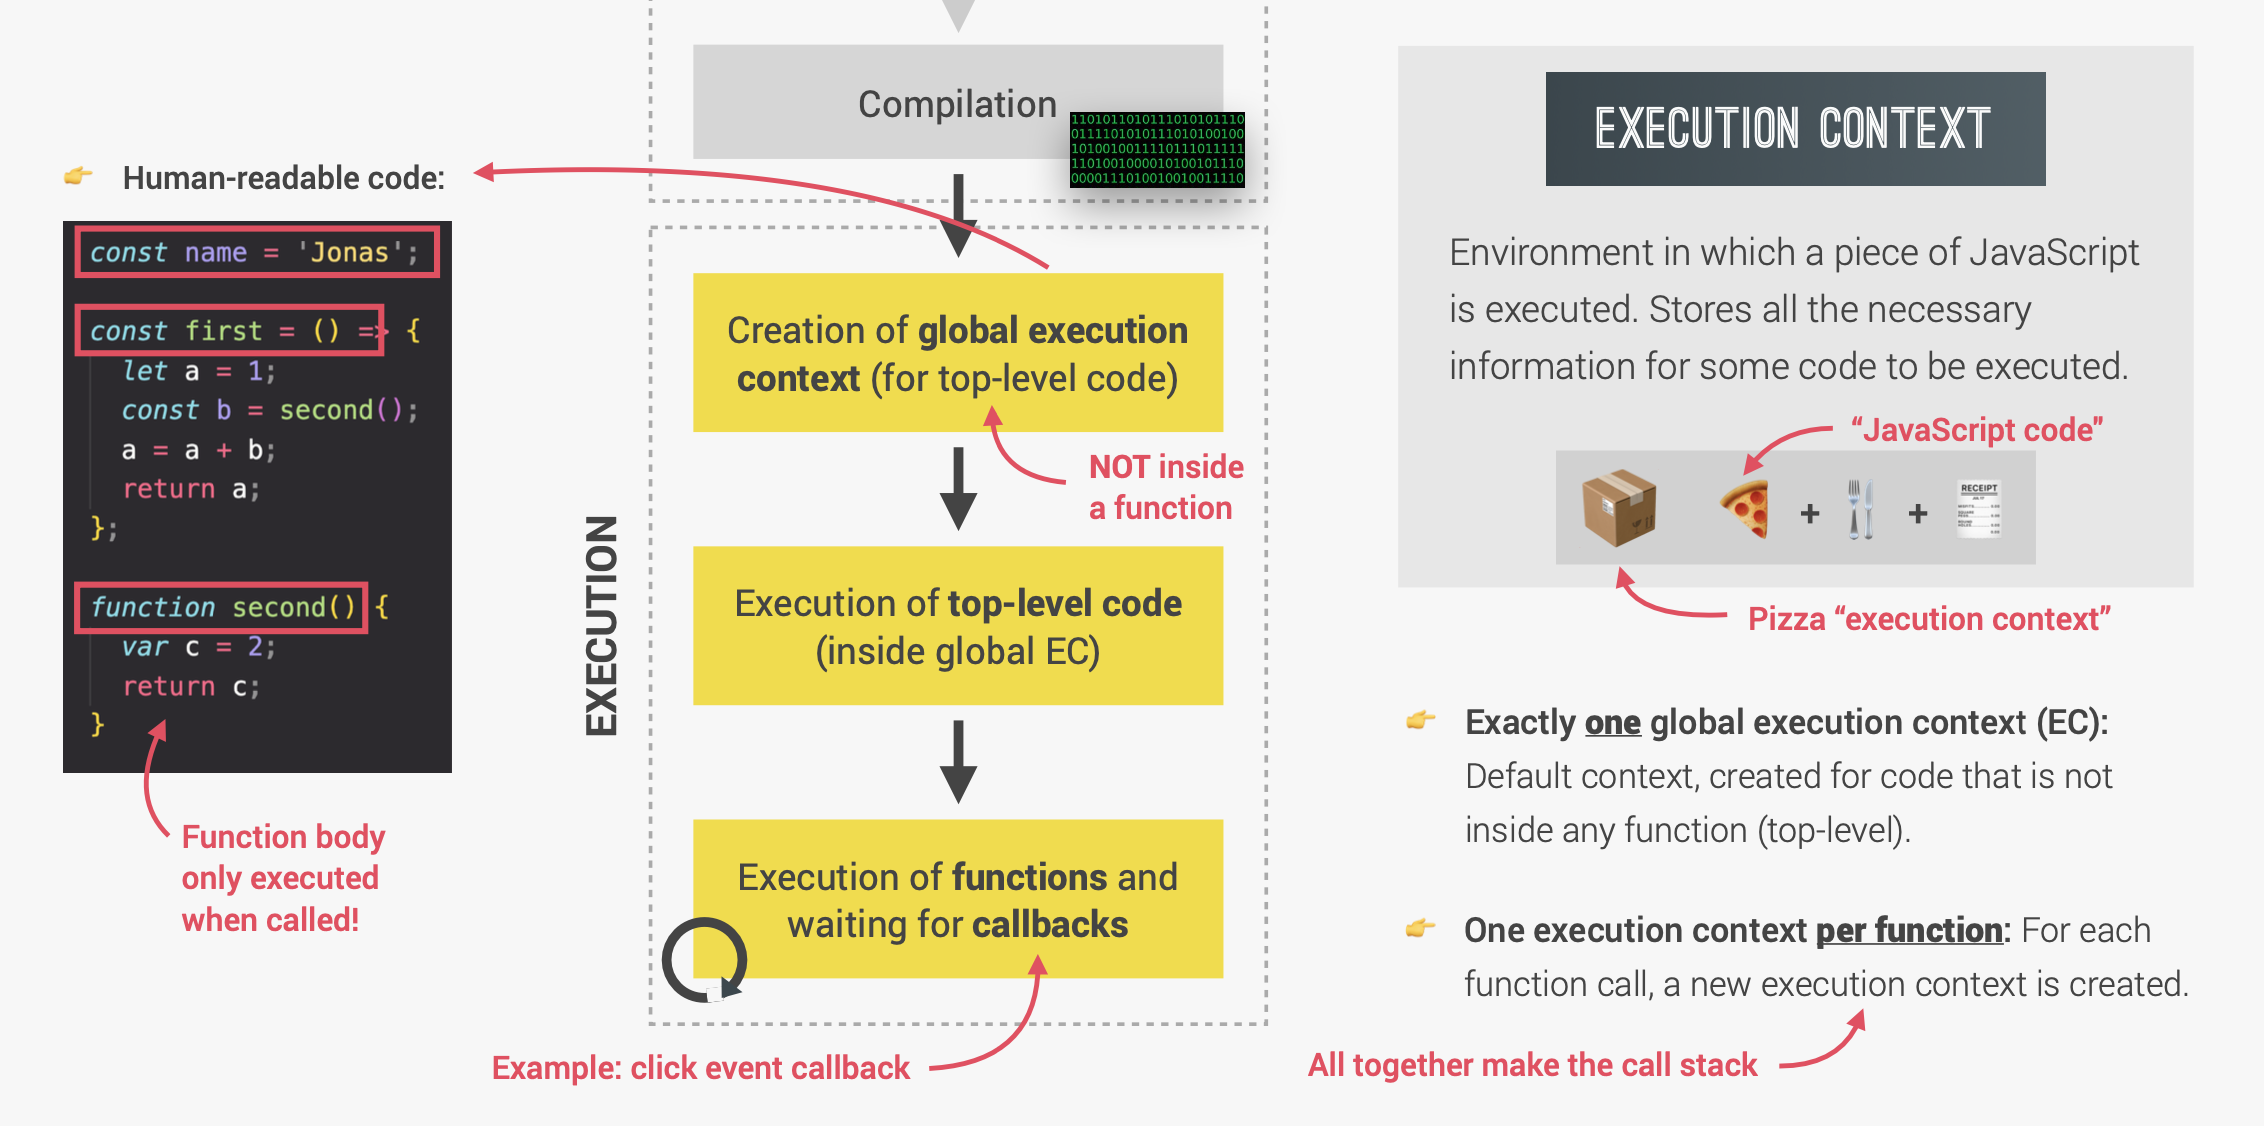 Compilation
11010110101110101011110
0111101010111010100100
10100100111101110111111
11010010000101001011110
00001110100100100111110
👉 Human-readable code:
const name = 'Jonas';
const first = () => {
let a = 1;
const b = second();
a = a + b;
return a;
};
function second() {
var c = 2;
return c;
}
Function body
only executed
when called!
EXECUTION
Creation of global execution
context (for top-level code)
NOT inside
a function
Execution of top-level code
(inside global EC)
Execution of functions and
waiting for callbacks
Example: click event callback
EXECUTION CONTEXT
Environment in which a piece of JavaScript
is executed. Stores all the necessary
information for some code to be executed.
“JavaScript code”
+
+
RECEIPT
Pizza “execution context”
👉 Exactly one global execution context (EC):
Default context, created for code that is not
inside any function (top-level).
👉 One execution context per function: For each
function call, a new execution context is created.
All together make the call stack